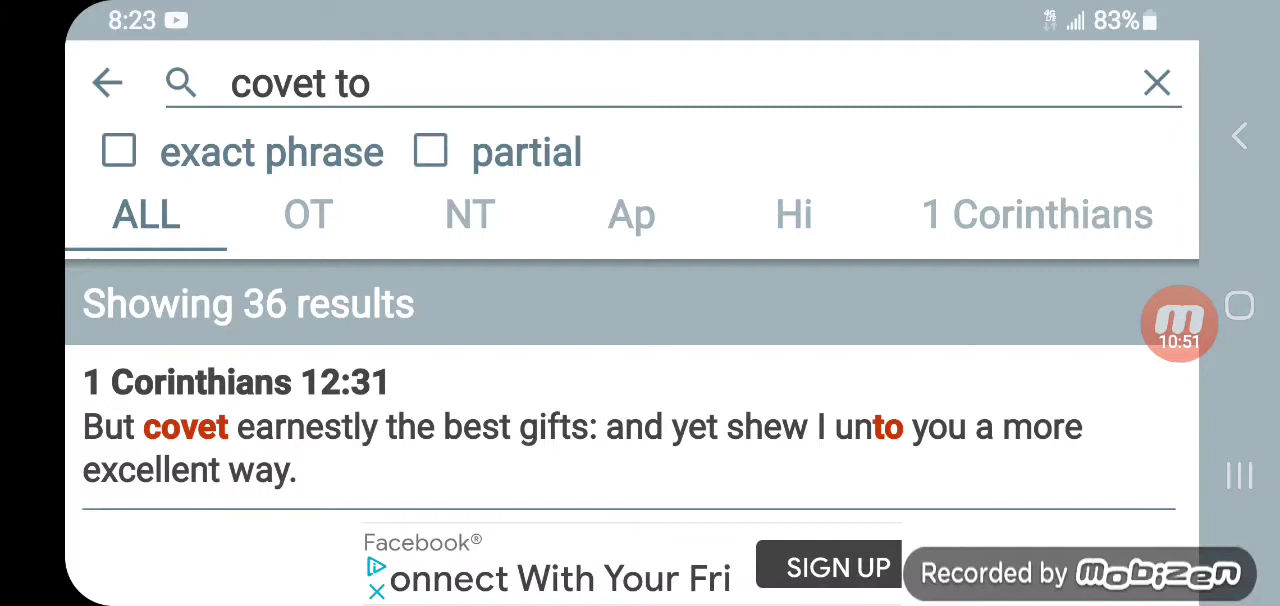 8:23
83%
covet to
exact phrase partial
ALL OT NT Ap Hi 1 Corinthians
Showing 36 results
10:51
1 Corinthians 12:31
But covet earnestly the best gifts: and yet shew I unto you a more
excellent way.
Facebook®
onnect With Your Fri
SIGN UP
Recorded by mobizen